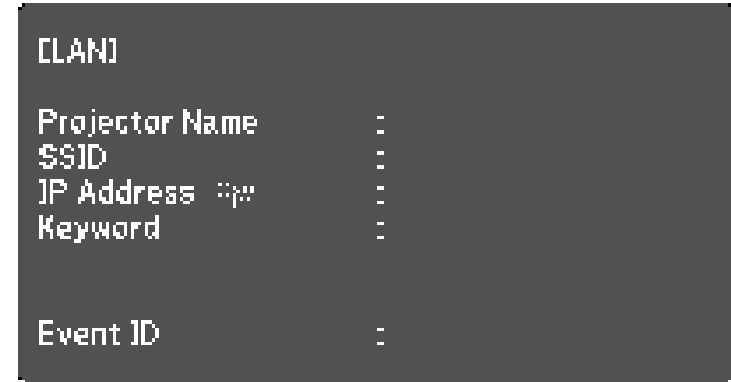 [LAN]
Projector Name :
SSID :
IP Address :
Keyword :
Event ID :